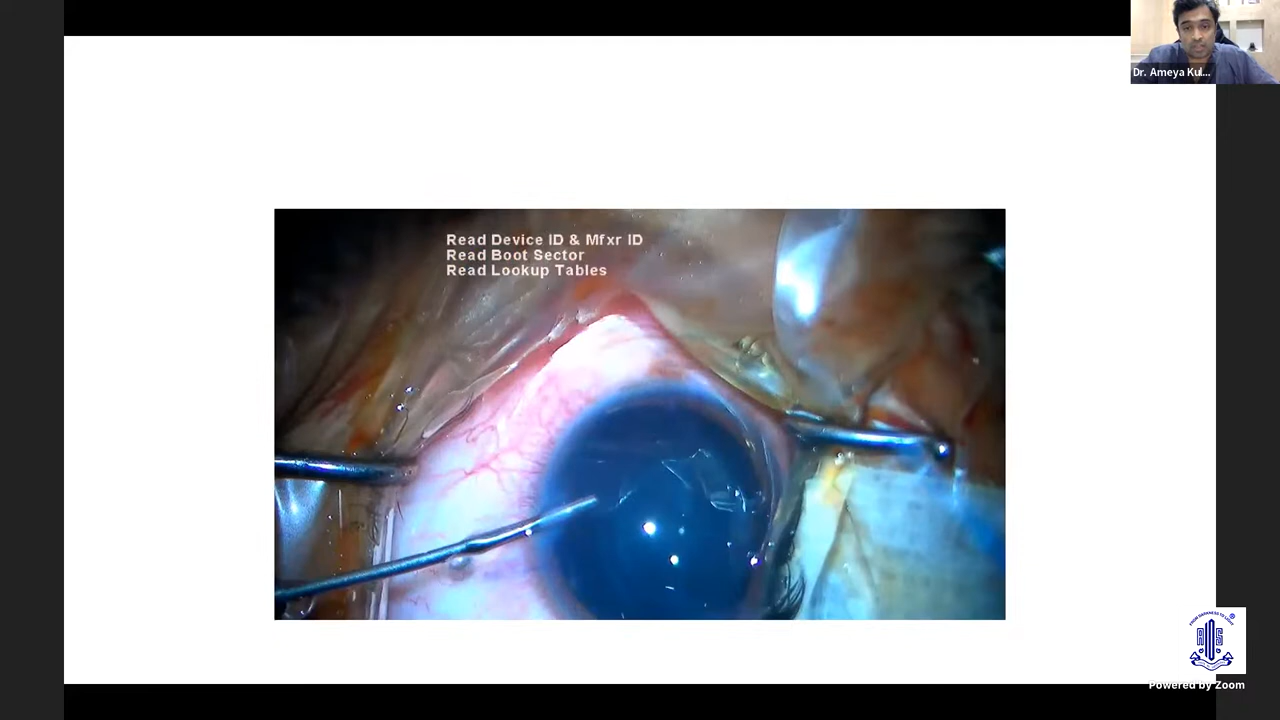 Dr. Ameya Kul...
Read Device ID & Mfxr ID
Read Boot Sector
Read Lookup Tables
Powered by Zoom